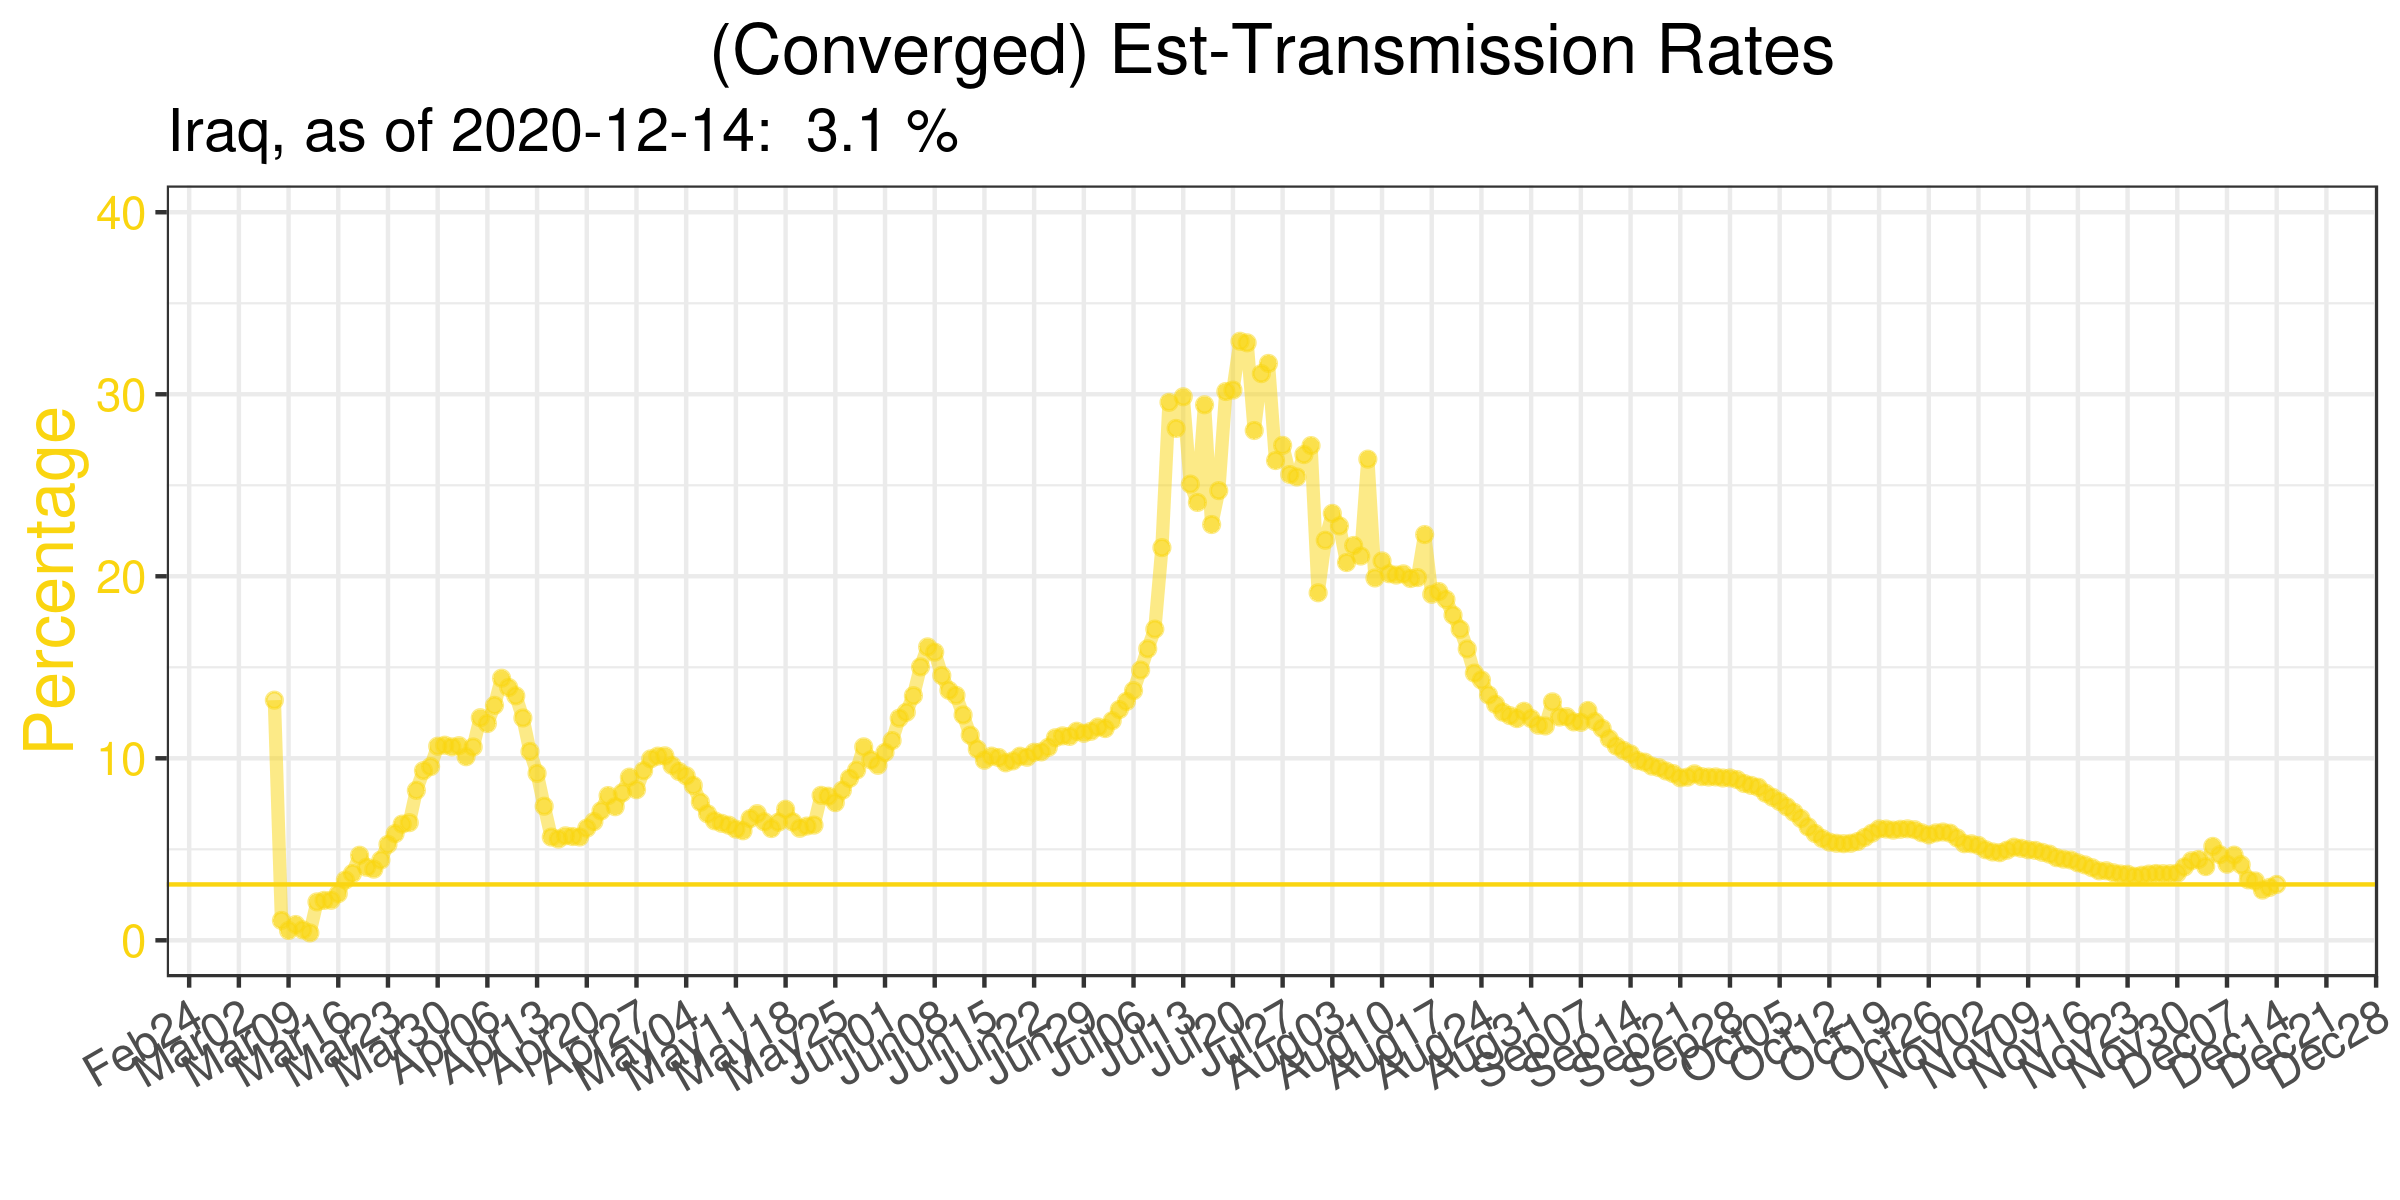 (Converged) Est-Transmission Rates
Iraq, as of 2020-12-14:  3.1 %
Percentage
40
30
20
10
0
Feb24
Mar02
Mar09
Mar16
Mar23
Mar30
Apr06
Apr13
Apr20
Apr27
May04
May11
May18
May25
Jun01
Jun08
Jun15
Jun22
Jun29
Jul06
Jul13
Jul20
Jul27
Aug03
Aug10
Aug17
Aug24
Aug31
Sep07
Sep14
Sep21
Sep28
Oct05
Oct12
Oct19
Oct26
Nov02
Nov09
Nov16
Nov23
Nov30
Dec07
Dec14
Dec21
Dec28